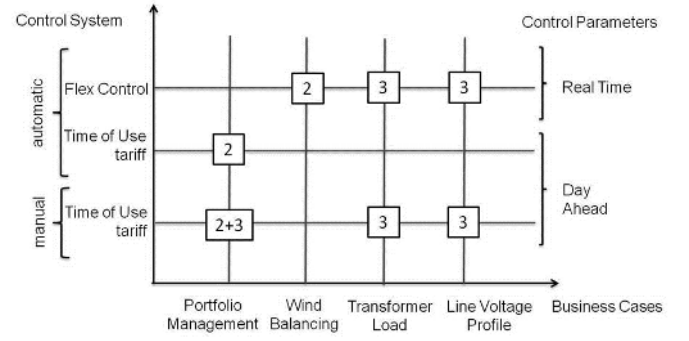 Control System
Control Parameters
automatic
Flex Control
2
3
3
Real Time
Time of Use
tariff
2
Day
Ahead
manual
Time of Use
tariff
2+3
3
3
Portfolio
Management
Wind
Balancing
Transformer
Load
Line Voltage
Profile
Business Cases